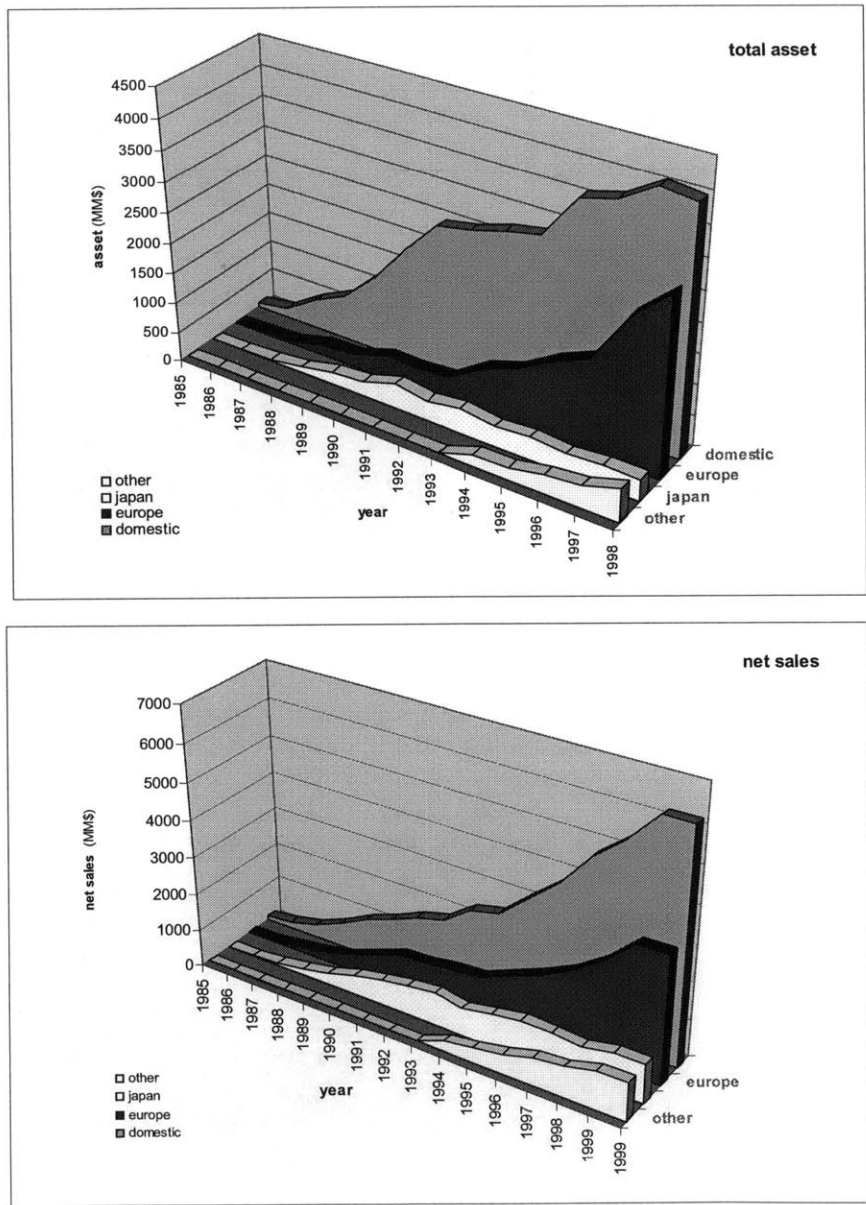 total asset
4500
4000
3500
3000
2500
2000
1500
1000
500
0
asset (MM$)
1985
1986
1987
1988
1989
1990
1991
1992
1993
1994
1995
1996
1997
1998
year
domestic
europe
japan
other
other
japan
europe
domestic
net sales
7000
6000
5000
4000
3000
2000
1000
0
net sales (MM$)
1985
1986
1987
1988
1989
1990
1991
1992
1993
1994
1995
1996
1997
1998
1999
1999
year
europe
other
other
japan
europe
domestic